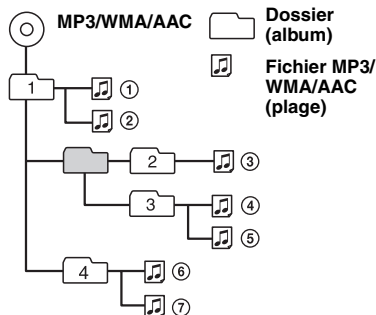 MP3/WMA/AAC
Dossier
(album)
Fichier MP3/
WMA/AAC
(plage)
1
①
②
2
③
3
④
⑤
4
⑥
⑦